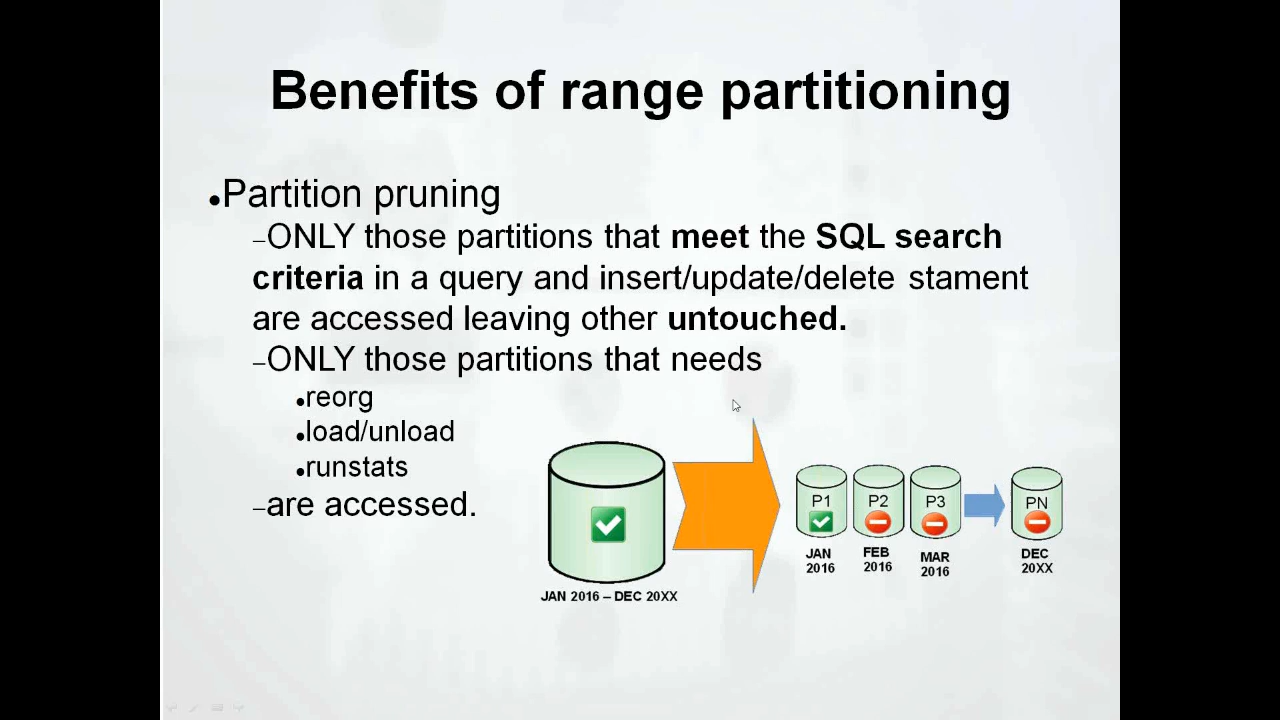 Benefits of range partitioning
●Partition pruning
–ONLY those partitions that meet the SQL search
criteria in a query and insert/update/delete stament
are accessed leaving other untouched.
–ONLY those partitions that needs
●reorg
●load/unload
●runstats
–are accessed.
JAN 2016 – DEC 20XX
P1
P2
P3
PN
JAN
2016
FEB
2016
MAR
2016
DEC
20XX